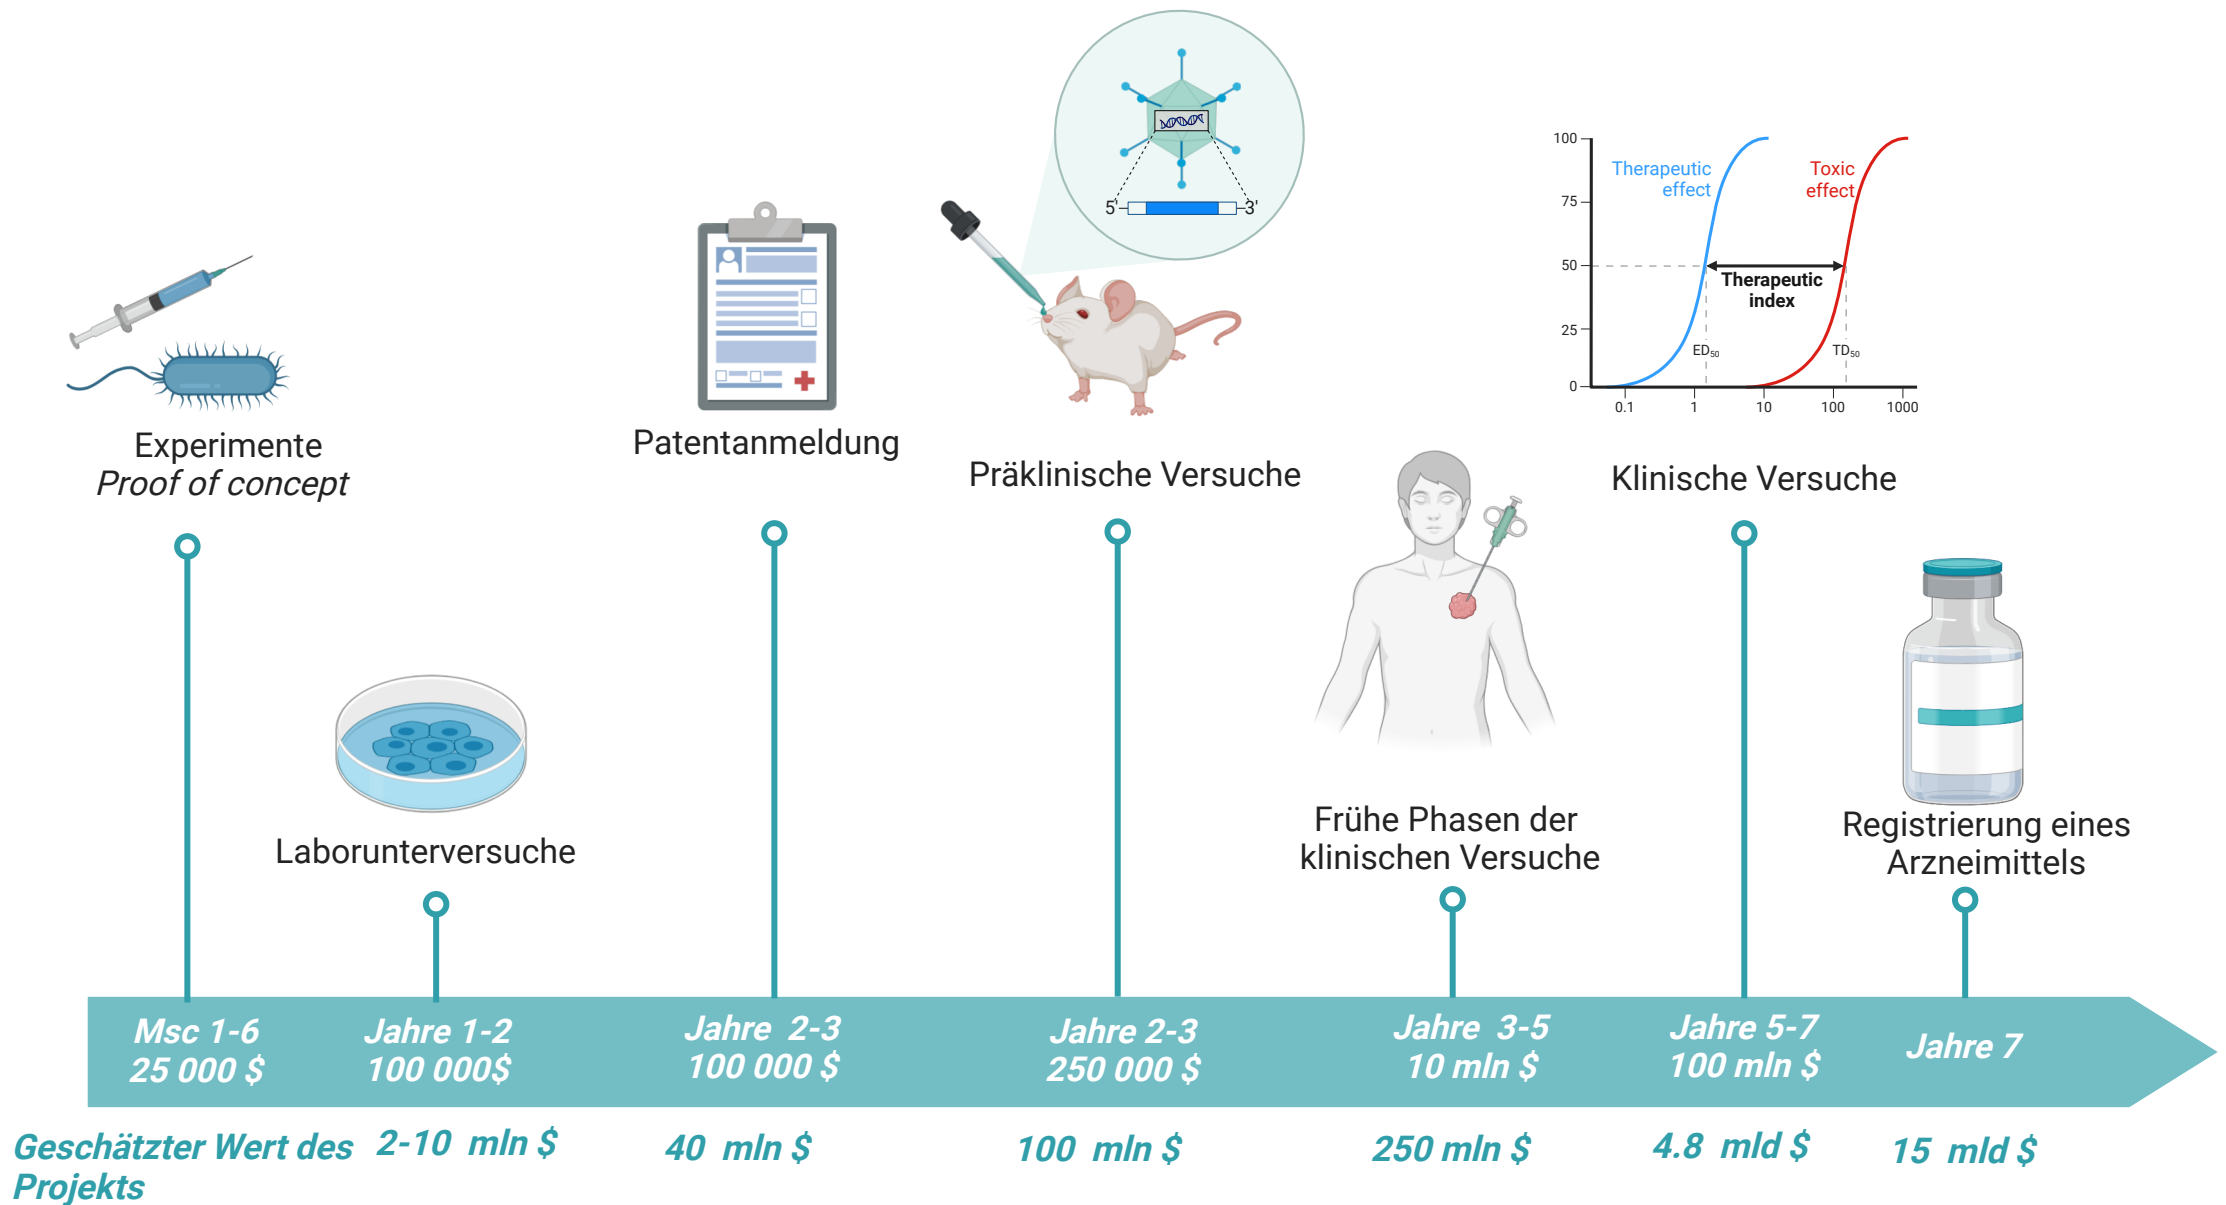 5'
3'
100
75
50
25
0
Therapeutic
effect
Toxic
effect
Therapeutic
index
ED50
TD50
0.1
1
10
100
1000
Experimente
Proof of concept
Patentanmeldung
Präklinische Versuche
Klinische Versuche
Laborunterversuche
Frühe Phasen der
klinischen Versuche
Registrierung eines
Arzneimittels
Msc 1-6
25 000 $
Jahre 1-2
100 000$
Jahre 2-3
100 000 $
Jahre 2-3
250 000 $
Jahre 3-5
10 mln $
Jahre 5-7
100 mln $
Jahre 7
Geschätzter Wert des
Projekts
2-10 mln $
40 mln $
100 mln $
250 mln $
4.8 mld $
15 mld $